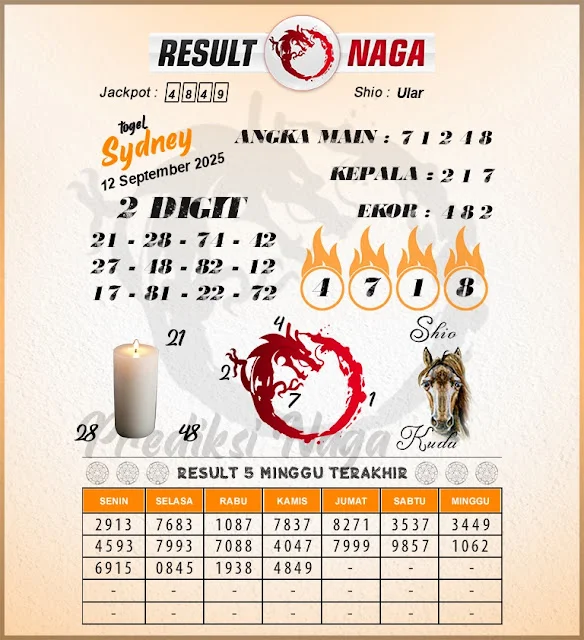 RESULT NAGA
Jackpot : 4849
Shio : Ular
togel
Sydney
12 September 2025
ANGKA MAIN : 7 1 2 4 8
KEPALA : 2 1 7
EKOR : 4 8 2
2 DIGIT
21 - 28 - 74 - 42
27 - 48 - 82 - 12
17 - 81 - 22 - 72
4 7 1 8
21
28
48
4
2
7
1
Shio
Kuda
Prediksi Naga
RESULT 5 MINGGU TERAKHIR
SENIN SELASA RABU KAMIS JUMAT SABTU MINGGU
2913 7683 1087 7837 8271 3537 3449
4593 7993 7088 4047 7999 9857 1062
6915 0845 1938 4849 - - -
- - - - - - -
- - - - - - -